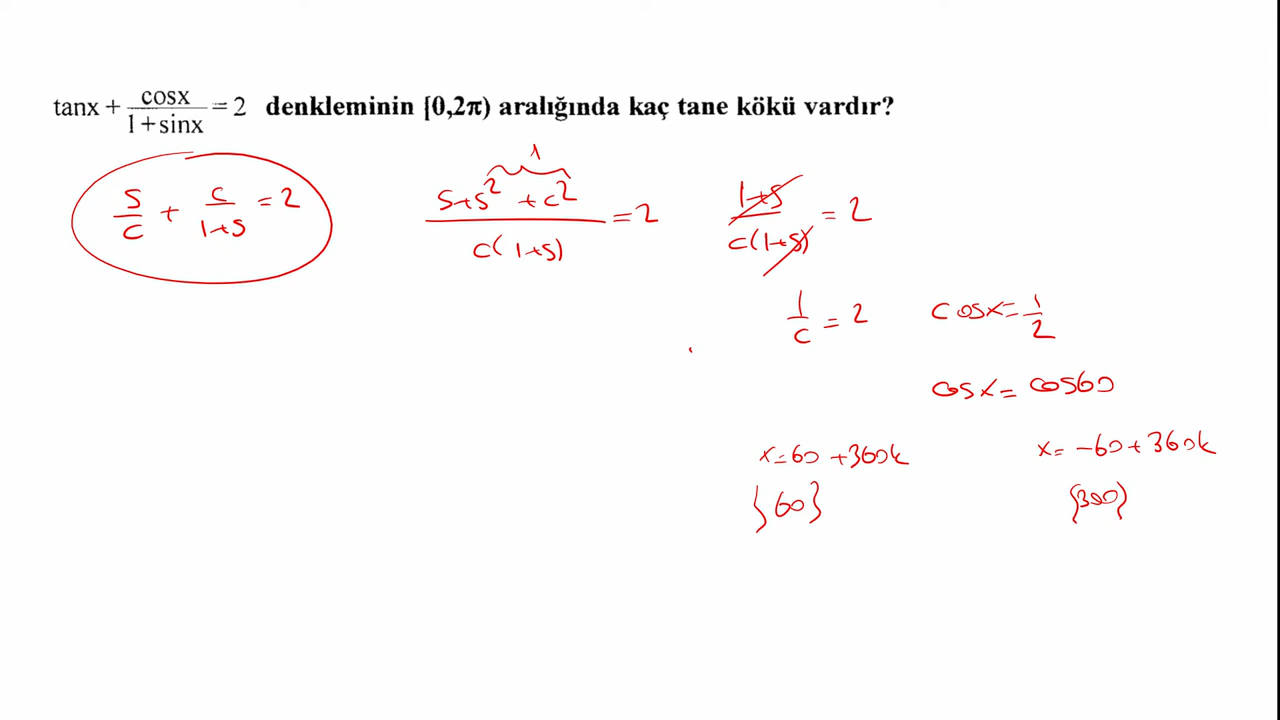 tanx + cosx / 1+sinx = 2 denkleminin [0,2π) aralığında kaç tane kökü vardır?
s/c + c/1+s = 2
s+s² + c² / c(1+s) = 2
1
1+s / c(1+s) = 2
1/c = 2
cosx = 1/2
cosx = cos60
x=60 +360k
x= -60+360k
{60}
{300}